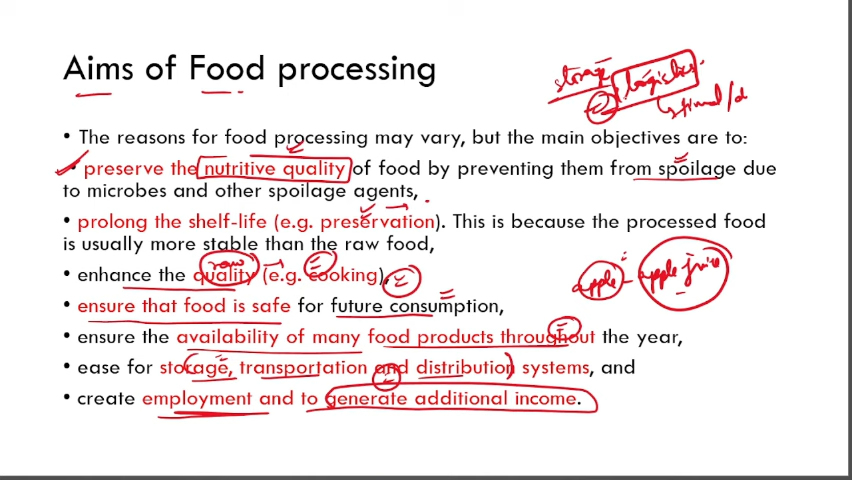 Aims of Food processing
storage
logistics
• The reasons for food processing may vary, but the main objectives are to:
• preserve the nutritive quality of food by preventing them from spoilage due
to microbes and other spoilage agents,
• prolong the shelf-life (e.g. preservation). This is because the processed food
is usually more stable than the raw food,
raw
• enhance the quality (e.g. cooking),
apple - apple juice
• ensure that food is safe for future consumption,
• ensure the availability of many food products throughout the year,
• ease for storage, transportation and distribution systems, and
• create employment and to generate additional income.